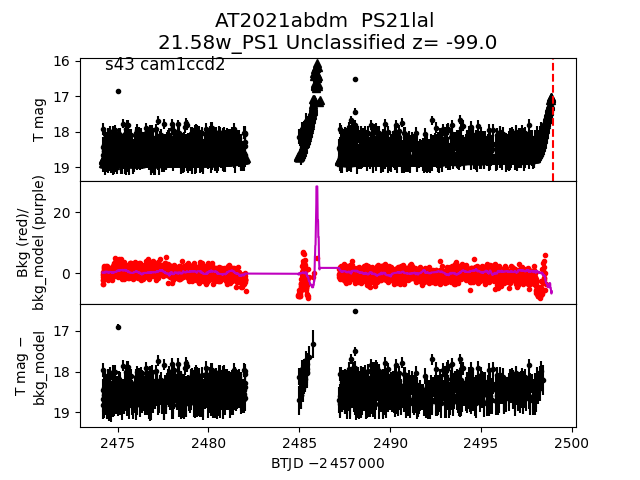 AT2021abdm  PS21lal
21.58w_PS1 Unclassified z= -99.0
s43 cam1ccd2
16
17
18
19
T mag
20
0
Bkg (red)/
bkg_model (purple)
17
18
19
T mag −
bkg_model
2475 2480 2485 2490 2495 2500
BTJD −2 457 000